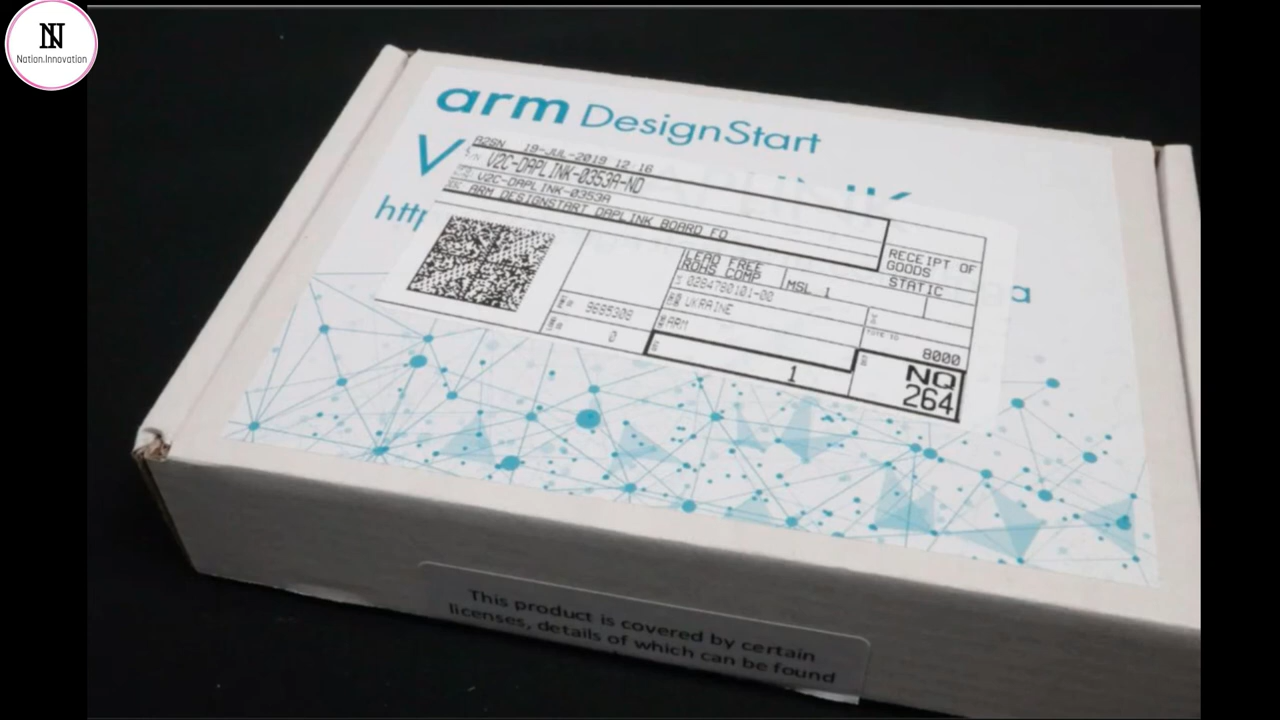 N
Nation.Innovation
arm DesignStart
19-JUL-2019 12:16
V2C-DAPLINK-0353A-ND
V2C-DAPLINK-0353A
ARM DESIGNSTART DAPLINK BOARD FO
http
RECEIPT OF
GOODS
STATIC
LEAD FREE
ROHS COMP
MSL 1
0284780101-00
UKRAINE
ARM
9695308
0
8000
1
NQ
264
This product is covered by certain
licenses, details of which can be found